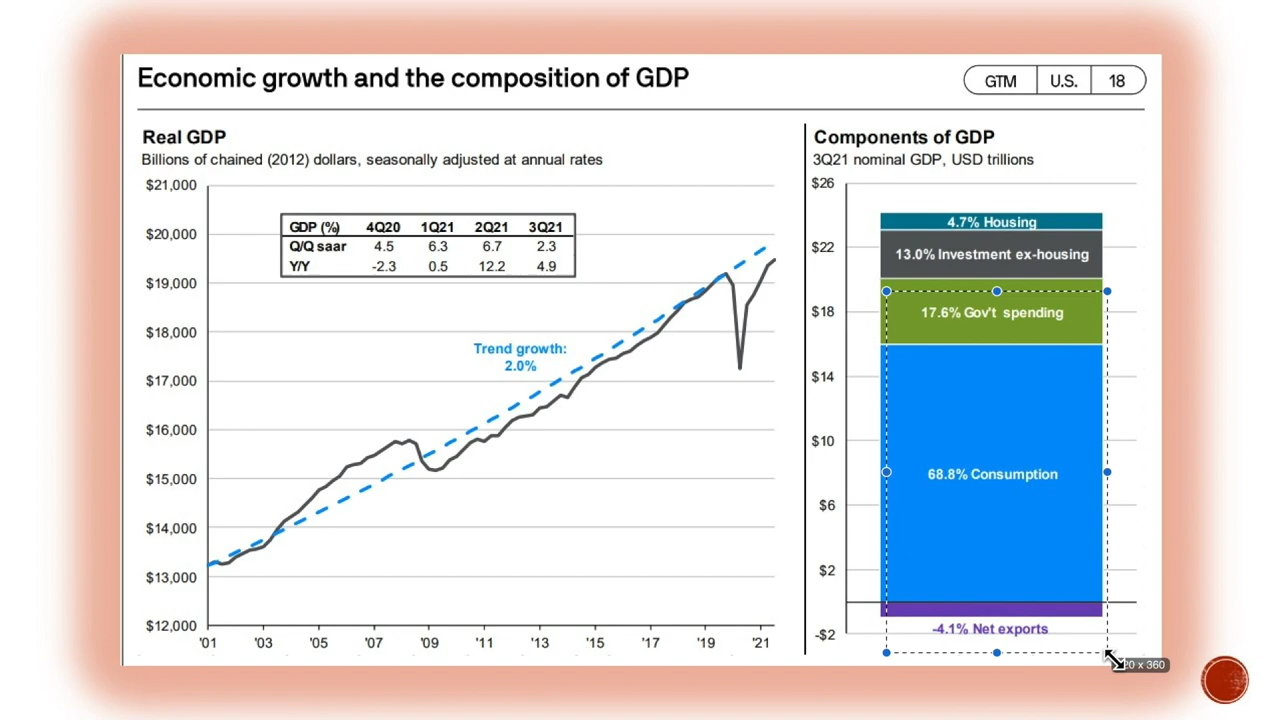 Economic growth and the composition of GDP
GTM U.S. 18
Real GDP
Billions of chained (2012) dollars, seasonally adjusted at annual rates
$21,000
$20,000
$19,000
$18,000
$17,000
$16,000
$15,000
$14,000
$13,000
$12,000
GDP (%) 4Q20 1Q21 2Q21 3Q21
Q/Q saar 4.5 6.3 6.7 2.3
Y/Y -2.3 0.5 12.2 4.9
Trend growth:
2.0%
'01 '03 '05 '07 '09 '11 '13 '15 '17 '19 '21
Components of GDP
3Q21 nominal GDP, USD trillions
$26
$22
$18
$14
$10
$6
$2
-$2
4.7% Housing
13.0% Investment ex-housing
17.6% Gov't spending
68.8% Consumption
-4.1% Net exports
x 360